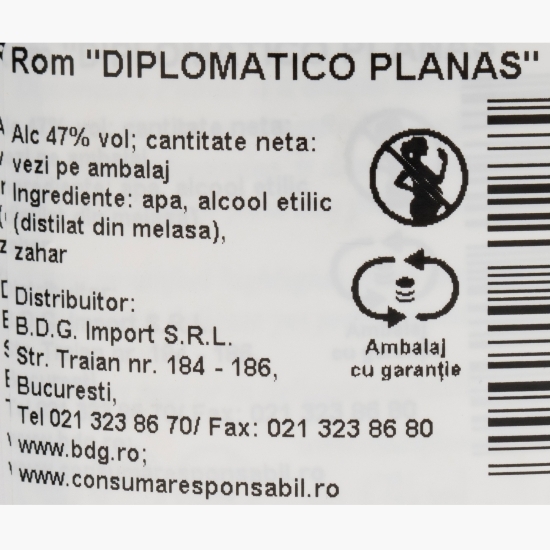 Rom "DIPLOMATICO PLANAS"
Alc 47% vol; cantitate neta:
vezi pe ambalaj
Ingrediente: apa, alcool etilic
(distilat din melasa),
zahar
Distribuitor:
B.D.G. Import S.R.L.
Str. Traian nr. 184 - 186,
Bucuresti,
Tel 021 323 86 70/ Fax: 021 323 86 80
www.bdg.ro;
www.consumaresponsabil.ro
Ambalaj
cu garanție